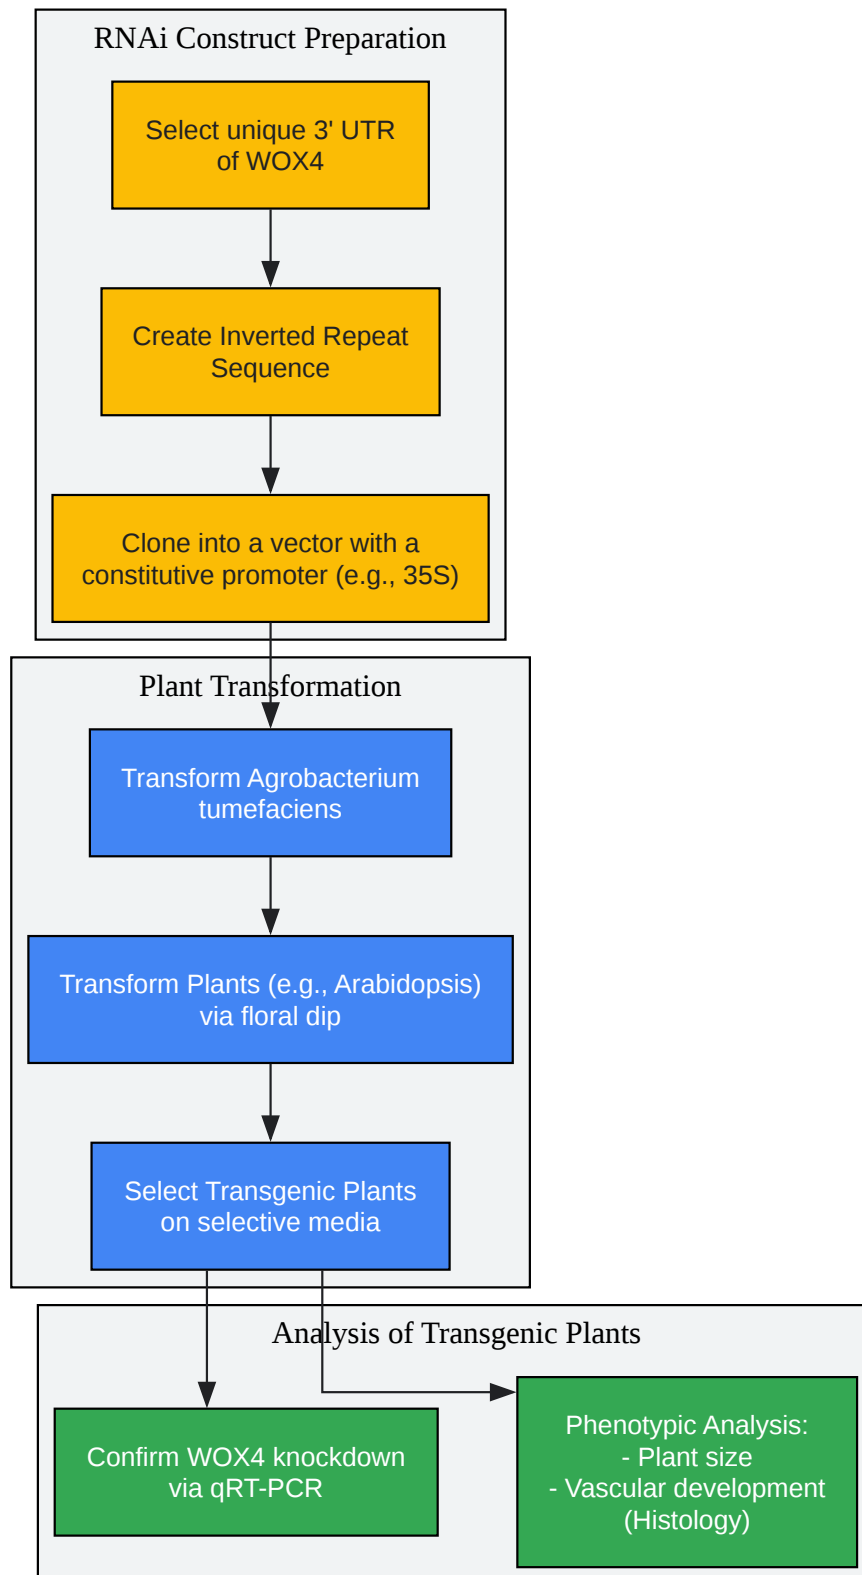 RNAi Construct Preparation
Select unique 3' UTR
of WOX4
Create Inverted Repeat
Sequence
Clone into a vector with a
constitutive promoter (e.g., 35S)
Plant Transformation
Transform Agrobacterium
tumefaciens
Transform Plants (e.g., Arabidopsis)
via floral dip
Select Transgenic Plants
on selective media
Analysis of Transgenic Plants
Confirm WOX4 knockdown
via qRT-PCR
Phenotypic Analysis:
- Plant size
- Vascular development
(Histology)